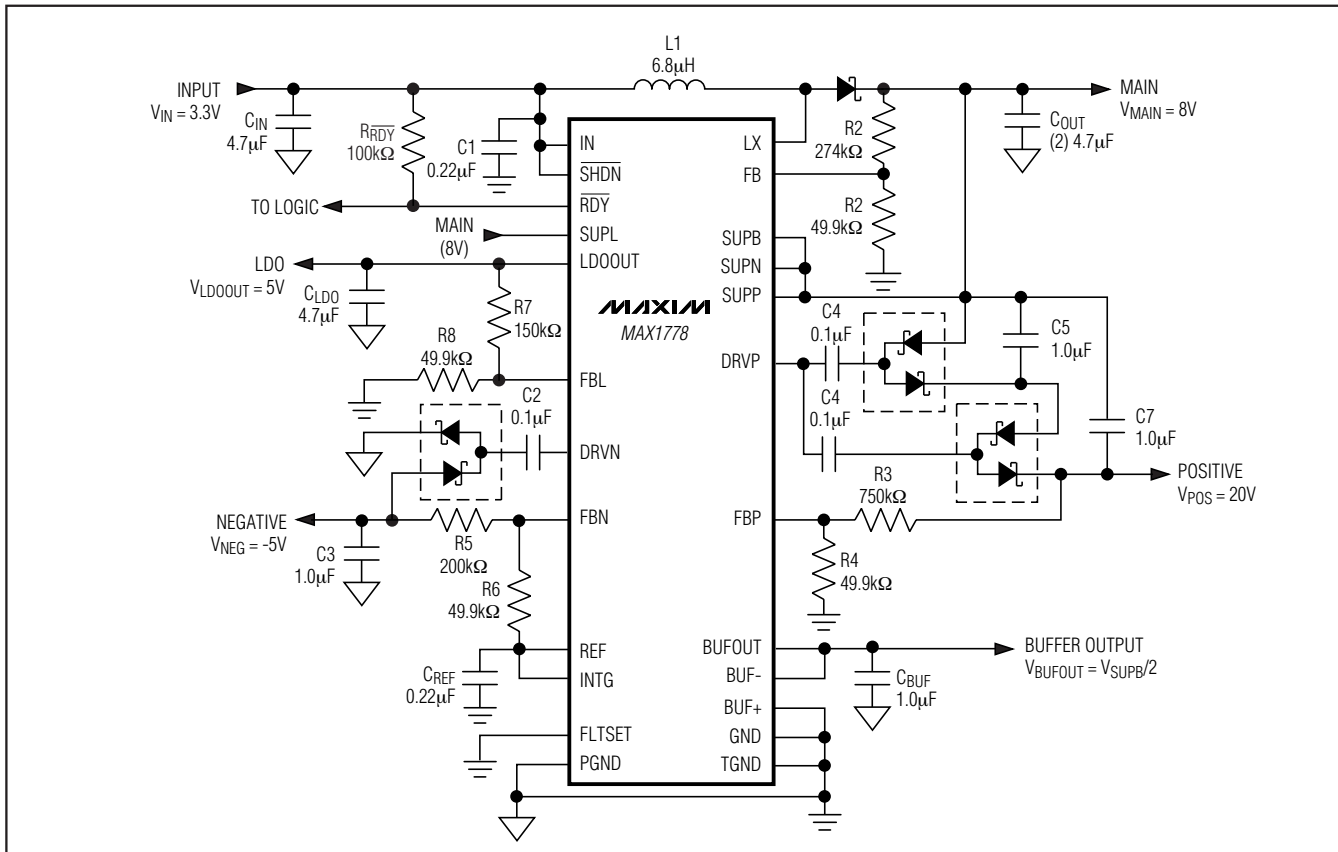 L1
6.8µH
INPUT
VIN = 3.3V
CIN
4.7µF
RRDY
100kΩ
C1
0.22µF
TO LOGIC
MAIN
(8V)
LDO
VLDOOUT = 5V
CLDO
4.7µF
R7
150kΩ
R8
49.9kΩ
C2
0.1µF
NEGATIVE
VNEG = -5V
C3
1.0µF
R5
200kΩ
R6
49.9kΩ
CREF
0.22µF
IN
SHDN
RDY
SUPL
LDOOUT
FBL
DRVN
FBN
REF
INTG
FLTSET
PGND
MAXIM
MAX1778
LX
FB
SUPB
SUPN
SUPP
DRVP
FBP
BUFOUT
BUF-
BUF+
GND
TGND
R2
274kΩ
R2
49.9kΩ
MAIN
VMAIN = 8V
COUT
(2) 4.7µF
C4
0.1µF
C4
0.1µF
C5
1.0µF
C7
1.0µF
POSITIVE
VPOS = 20V
R3
750kΩ
R4
49.9kΩ
BUFFER OUTPUT
VBUFOUT = VSUPB/2
CBUF
1.0µF